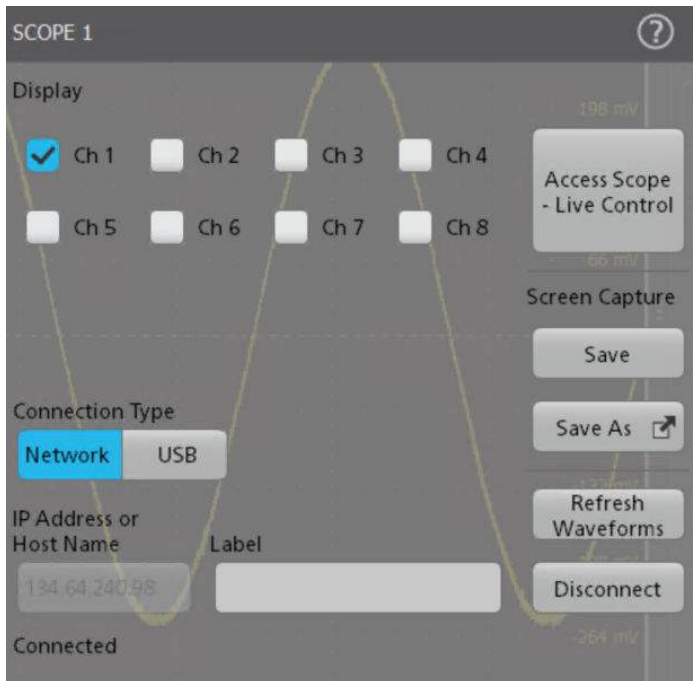 SCOPE 1
?
Display
198 mV
Ch 1 Ch 2 Ch 3 Ch 4
Access Scope
- Live Control
Ch 5 Ch 6 Ch 7 Ch 8
66 mV
Screen Capture
Save
Connection Type
Save As
Network USB
Refresh
Waveforms
IP Address or
Host Name Label
134.64.240.98
Disconnect
Connected
-264 mV